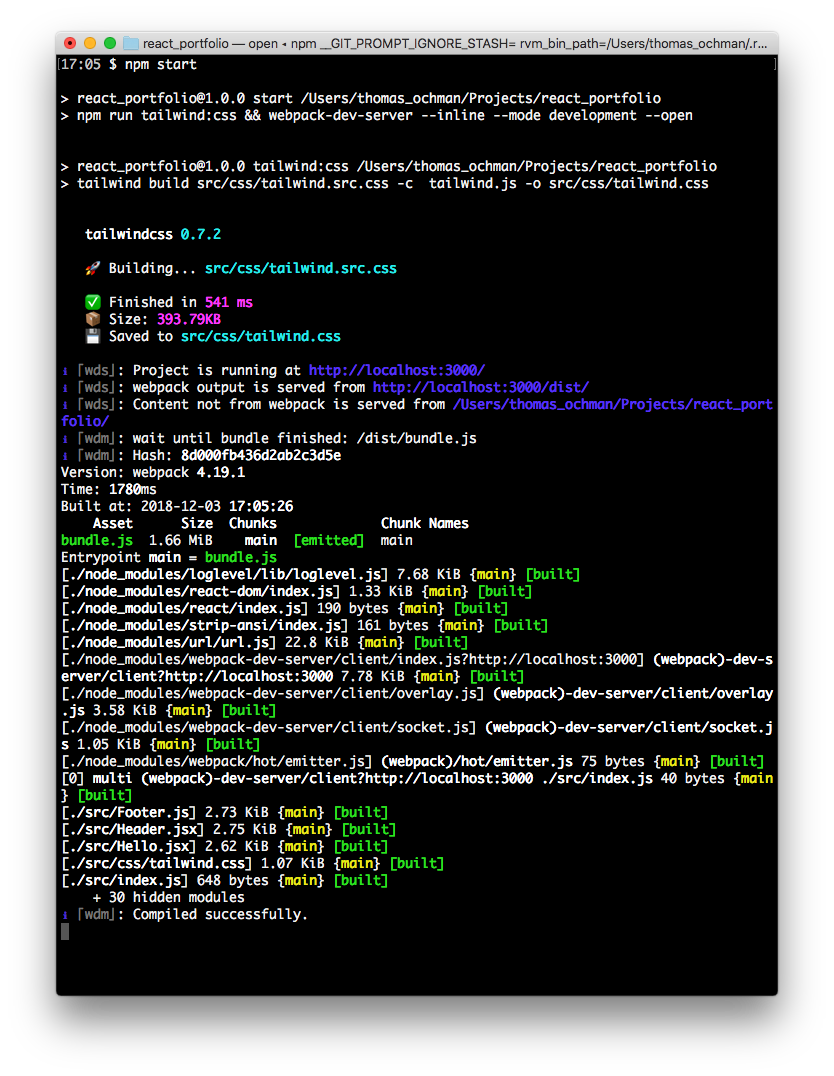 react_portfolio — open ◂ npm __GIT_PROMPT_IGNORE_STASH= rvm_bin_path=/Users/thomas_ochman/.r...
[17:05 $ npm start ]
> react_portfolio@1.0.0 start /Users/thomas_ochman/Projects/react_portfolio
> npm run tailwind:css && webpack-dev-server --inline --mode development --open
> react_portfolio@1.0.0 tailwind:css /Users/thomas_ochman/Projects/react_portfolio
> tailwind build src/css/tailwind.src.css -c  tailwind.js -o src/css/tailwind.css
tailwindcss 0.7.2
🚀 Building... src/css/tailwind.src.css
✅ Finished in 541 ms
📦 Size: 393.79KB
💾 Saved to src/css/tailwind.css
ℹ ｢wds｣: Project is running at http://localhost:3000/
ℹ ｢wds｣: webpack output is served from http://localhost:3000/dist/
ℹ ｢wds｣: Content not from webpack is served from /Users/thomas_ochman/Projects/react_port
folio/
ℹ ｢wdm｣: wait until bundle finished: /dist/bundle.js
ℹ ｢wdm｣: Hash: 8d000fb436d2ab2c3d5e
Version: webpack 4.19.1
Time: 1780ms
Built at: 2018-12-03 17:05:26
    Asset      Size  Chunks             Chunk Names
bundle.js  1.66 MiB    main  [emitted]  main
Entrypoint main = bundle.js
[./node_modules/loglevel/lib/loglevel.js] 7.68 KiB {main} [built]
[./node_modules/react-dom/index.js] 1.33 KiB {main} [built]
[./node_modules/react/index.js] 190 bytes {main} [built]
[./node_modules/strip-ansi/index.js] 161 bytes {main} [built]
[./node_modules/url/url.js] 22.8 KiB {main} [built]
[./node_modules/webpack-dev-server/client/index.js?http://localhost:3000] (webpack)-dev-s
erver/client?http://localhost:3000 7.78 KiB {main} [built]
[./node_modules/webpack-dev-server/client/overlay.js] (webpack)-dev-server/client/overlay
.js 3.58 KiB {main} [built]
[./node_modules/webpack-dev-server/client/socket.js] (webpack)-dev-server/client/socket.j
s 1.05 KiB {main} [built]
[./node_modules/webpack/hot/emitter.js] (webpack)/hot/emitter.js 75 bytes {main} [built]
[0] multi (webpack)-dev-server/client?http://localhost:3000 ./src/index.js 40 bytes {main
} [built]
[./src/Footer.js] 2.73 KiB {main} [built]
[./src/Header.jsx] 2.75 KiB {main} [built]
[./src/Hello.jsx] 2.62 KiB {main} [built]
[./src/css/tailwind.css] 1.07 KiB {main} [built]
[./src/index.js] 648 bytes {main} [built]
    + 30 hidden modules
ℹ ｢wdm｣: Compiled successfully.